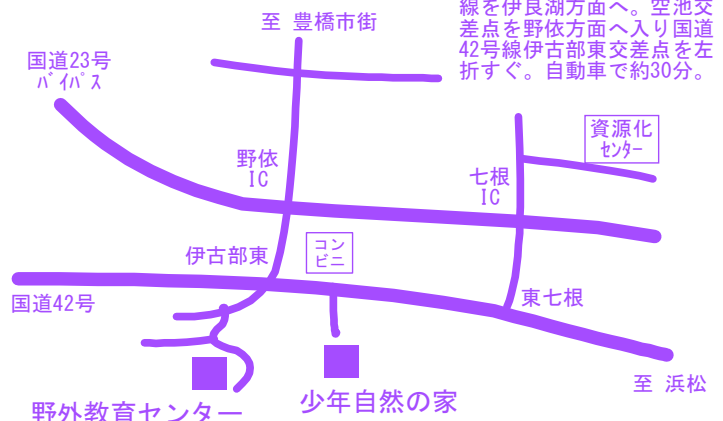 線を伊良湖方面へ。空池交
差点を野依方面へ入り国道
42号線伊古部東交差点を左
折すぐ。自動車で約30分。
至 豊橋市街
国道23号
ﾊﾞｲﾊﾟｽ
資源化
ｾﾝﾀｰ
野依
IC
七根
IC
コン
ビニ
伊古部東
国道42号
東七根
至 浜松
少年自然の家
野外教育センター